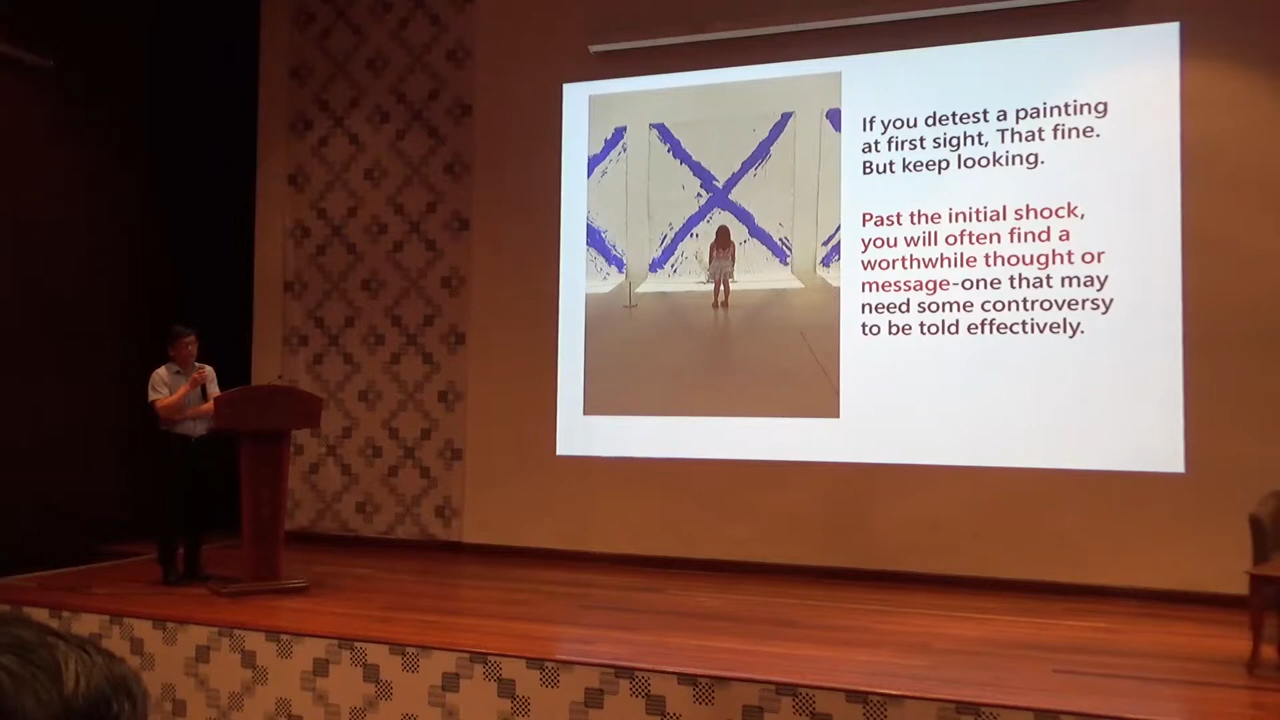 If you detest a painting
at first sight, That fine.
But keep looking.
Past the initial shock,
you will often find a
worthwhile thought or
message-one that may
need some controversy
to be told effectively.